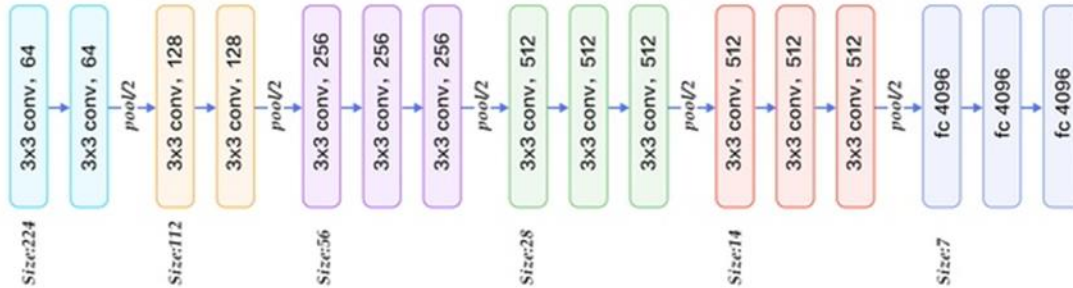 3x3 conv, 64
3x3 conv, 64
pool/2
3x3 conv, 128
3x3 conv, 128
pool/2
3x3 conv, 256
3x3 conv, 256
3x3 conv, 256
pool/2
3x3 conv, 512
3x3 conv, 512
3x3 conv, 512
pool/2
3x3 conv, 512
3x3 conv, 512
3x3 conv, 512
pool/2
fc 4096
fc 4096
fc 4096
Size:224
Size:112
Size:56
Size:28
Size:14
Size:7